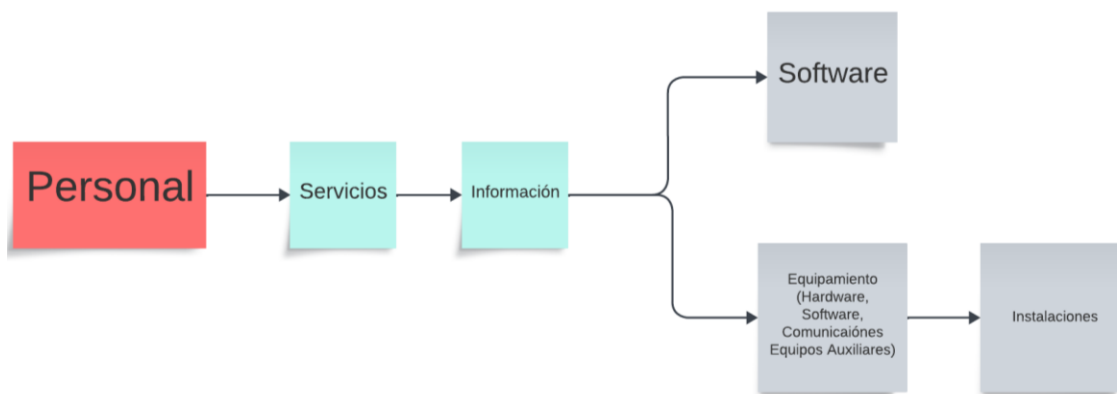 Software
Personal
Servicios
Información
Equipamiento
(Hardware,
Software,
Comunicaiónes
Equipos Auxiliares)
Instalaciones